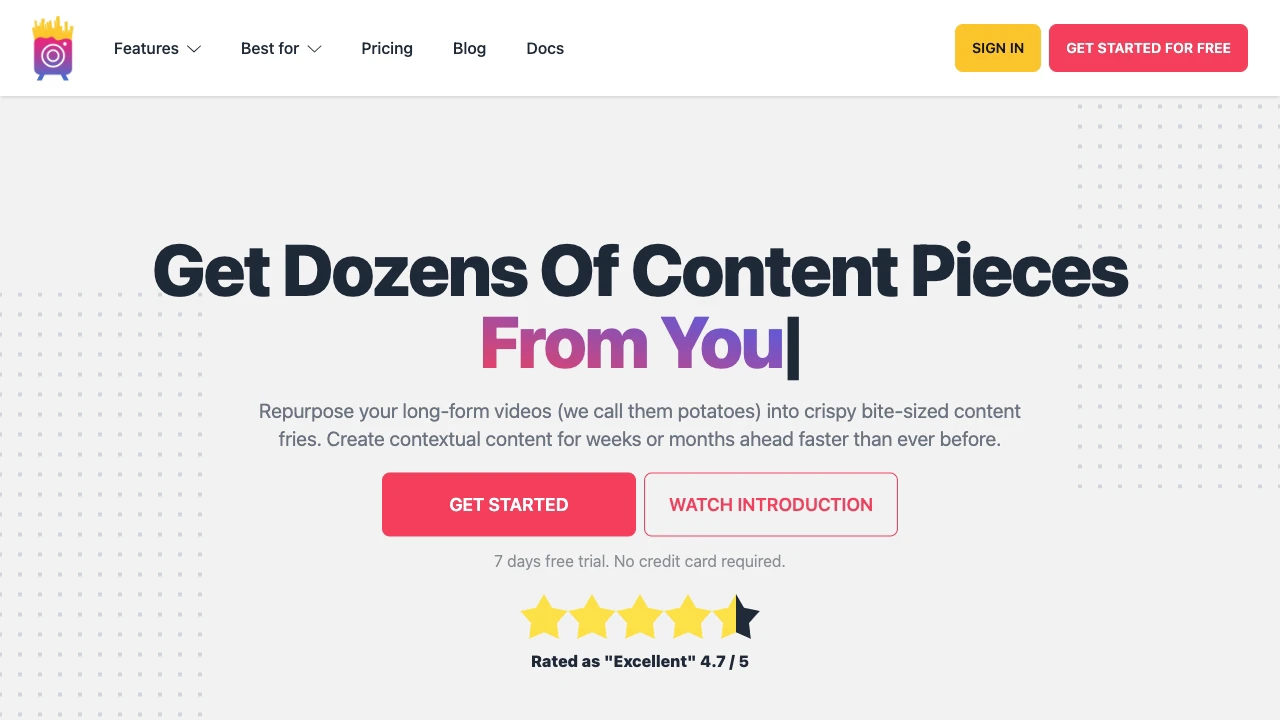 Features
Best for
Pricing
Blog
Docs
SIGN IN
GET STARTED FOR FREE
Get Dozens Of Content Pieces
From You|
Repurpose your long-form videos (we call them potatoes) into crispy bite-sized content
fries. Create contextual content for weeks or months ahead faster than ever before.
GET STARTED
WATCH INTRODUCTION
7 days free trial. No credit card required.
Rated as "Excellent" 4.7 / 5